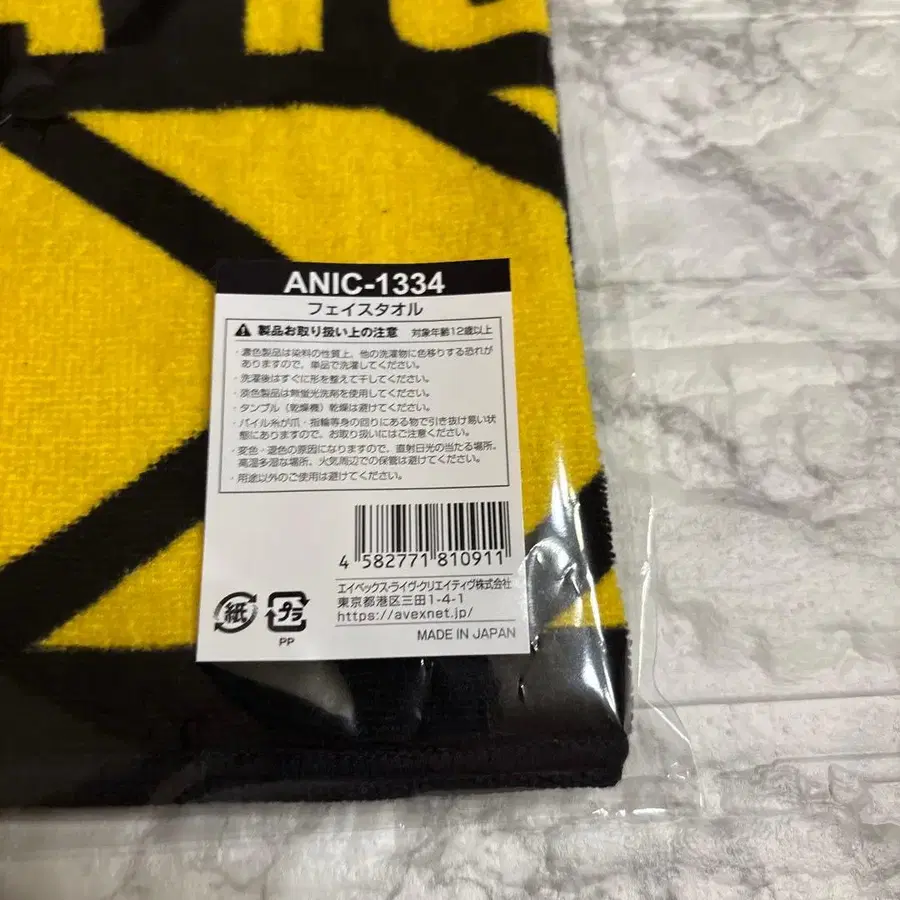 ANIC-1334
フェイスタオル
製品お取り扱い上の注意 対象年齢12歳以上
・濃色製品は染料の性質上、他の洗濯物に色移りする恐れが
ありますので、単品で洗濯してください。
・洗濯後はすぐに形を整えて干してください。
・淡色製品は無蛍光洗剤を使用してください。
・タンブル（乾燥機）乾燥は避けてください。
・パイル糸が爪・指輪等身の回りにある物で引き抜け易い状
態にありますので、お取り扱いにはご注意ください。
・変色・退色の原因になりますので、直射日光の当たる場所、
高温多湿な場所、火気周辺での保管は避けてください。
・用途以外のご使用は避けてください。
4 582771 810911
エイベックス・ライヴ・クリエイティヴ株式会社
東京都港区三田1-4-1
https://avexnet.jp/
紙
プラ
PP
MADE IN JAPAN